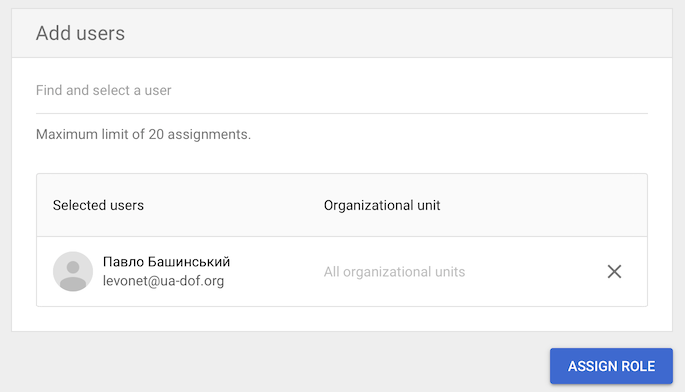 Add users
Find and select a user
Maximum limit of 20 assignments.
Selected users Organizational unit
Павло Башинський
levonet@ua-dof.org
All organizational units
ASSIGN ROLE